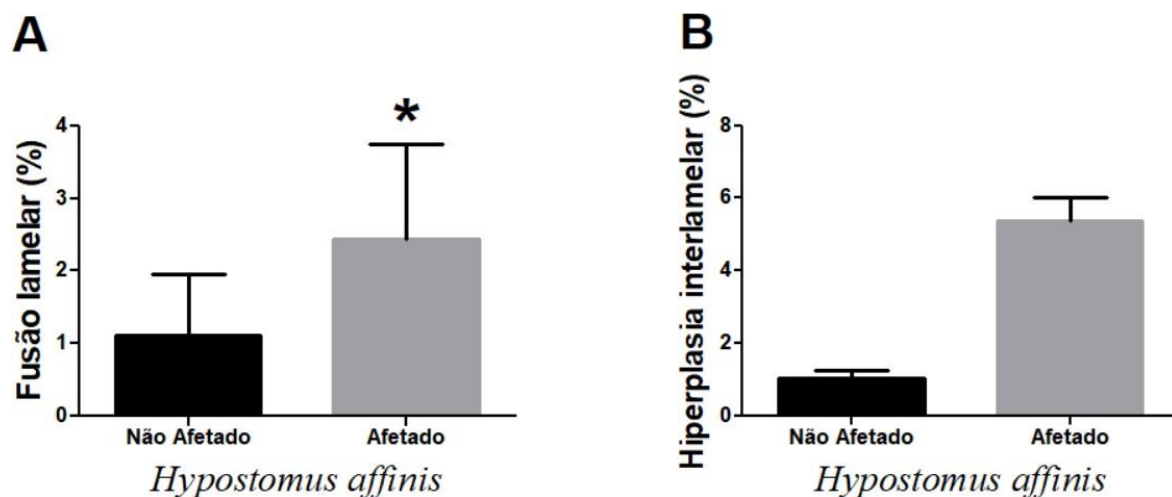 A
Fusão lamelar (%)
4
*
3
2
1
0
Não Afetado
Afetado
Hypostomus affinis
B
Hiperplasia interlamelar (%)
8
6
4
2
0
Não Afetado
Afetado
Hypostomus affinis